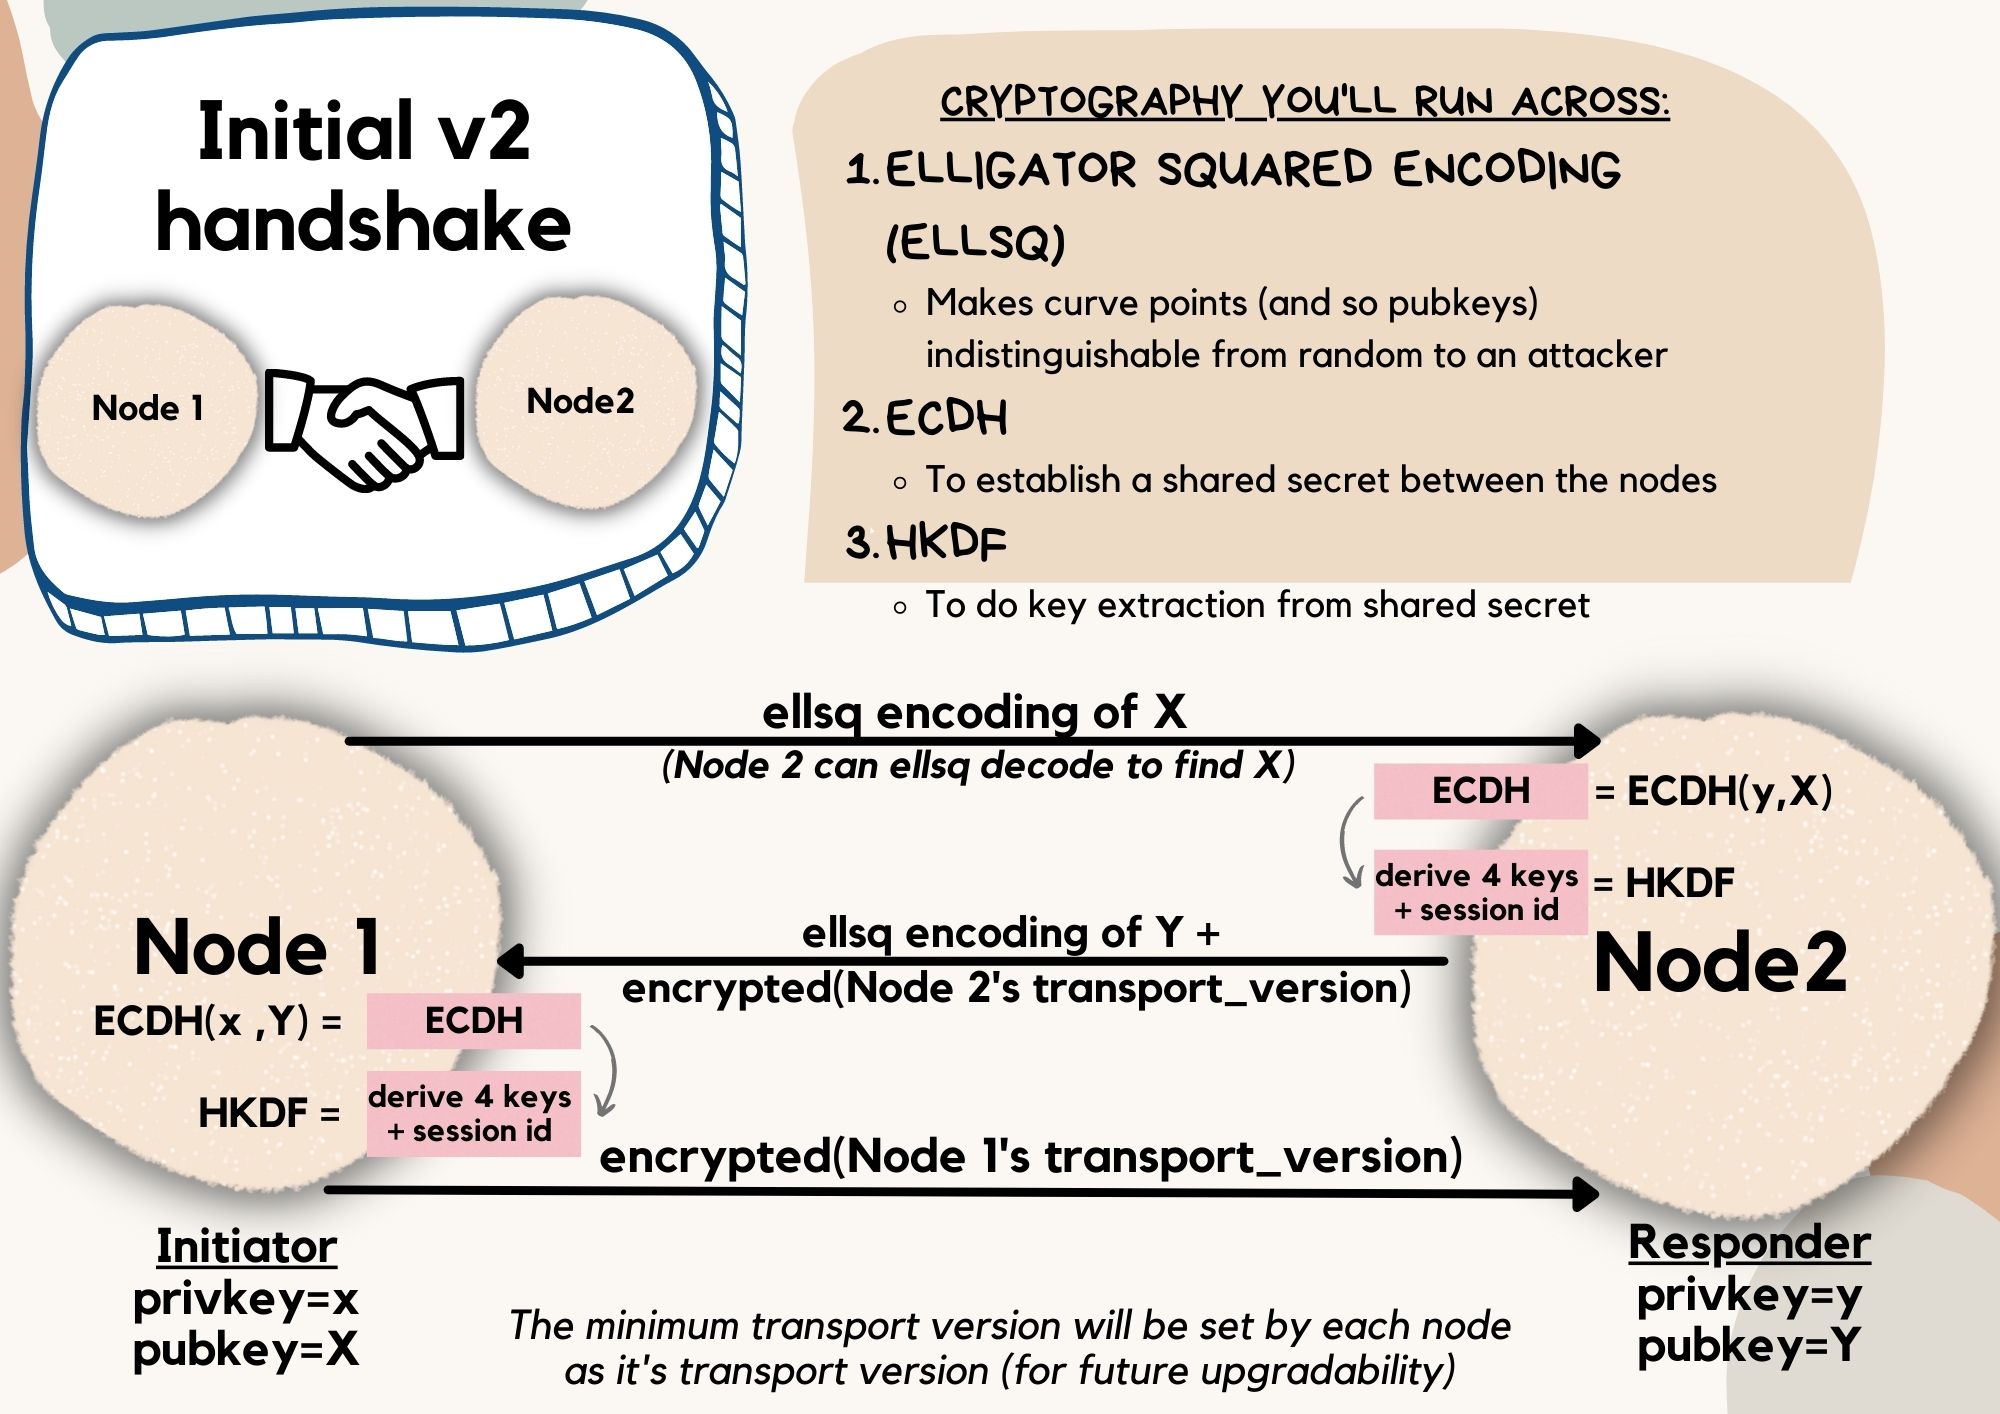 Initial v2
handshake
Node 1
Node2
CRYPTOGRAPHY YOU'LL RUN ACROSS:
1. ELLIGATOR SQUARED ENCODING
(ELLSQ)
Makes curve points (and so pubkeys)
indistinguishable from random to an attacker
2. ECDH
To establish a shared secret between the nodes
3. HKDF
To do key extraction from shared secret
ellsq encoding of X
(Node 2 can ellsq decode to find X)
ECDH = ECDH(y,X)
derive 4 keys
+ session id
= HKDF
ellsq encoding of Y +
encrypted(Node 2's transport_version)
Node 1
Node2
ECDH(x ,Y) = ECDH
HKDF =
derive 4 keys
+ session id
encrypted(Node 1's transport_version)
Initiator
privkey=x
pubkey=X
Responder
privkey=y
pubkey=Y
The minimum transport version will be set by each node
as it's transport version (for future upgradability)